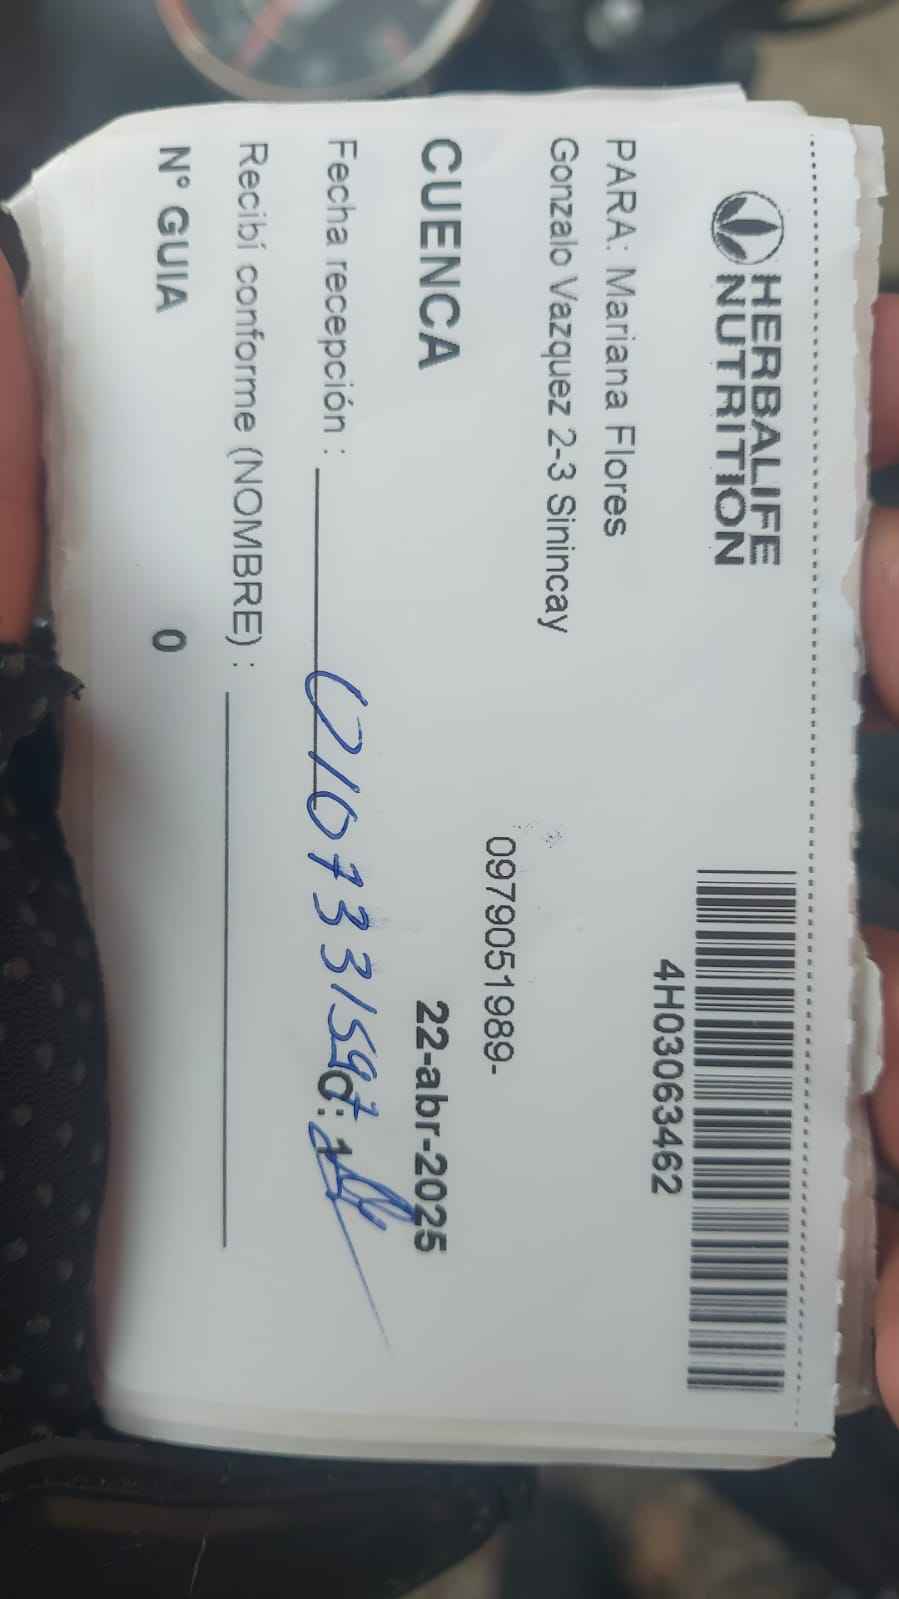 HERBALIFE
NUTRITION
4H03063462
PARA: Mariana Flores
Gonzalo Vazquez 2-3 Sinincay
0979051989-
CUENCA
22-abr-2025
Fecha recepción :
C: 1
Recibí conforme (NOMBRE) :
N° GUIA 0